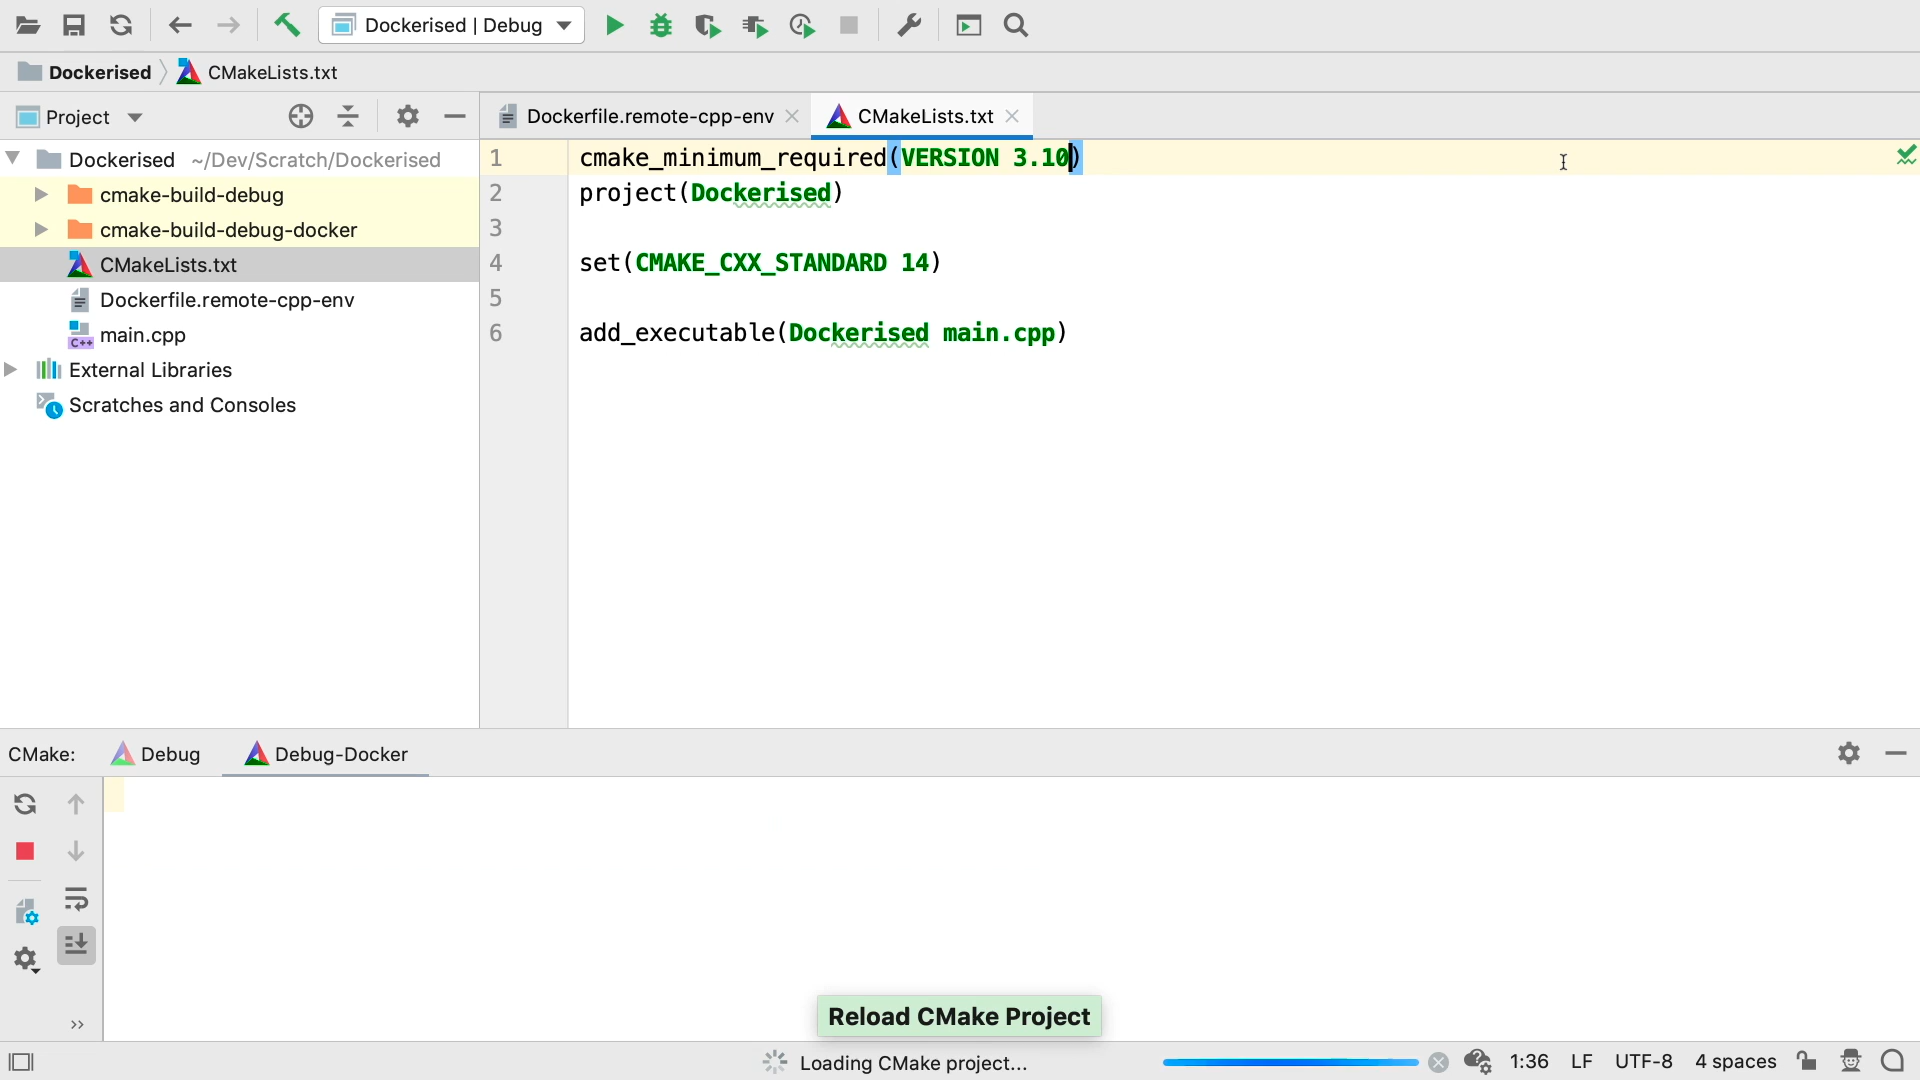 Dockerised | Debug
Dockerised
CMakeLists.txt
Project
Dockerfile.remote-cpp-env
CMakeLists.txt
Dockerised ~/Dev/Scratch/Dockerised
cmake-build-debug
cmake-build-debug-docker
CMakeLists.txt
Dockerfile.remote-cpp-env
C++ main.cpp
External Libraries
Scratches and Consoles
1 cmake_minimum_required(VERSION 3.10)
2 project(Dockerised)
3
4 set(CMAKE_CXX_STANDARD 14)
5
6 add_executable(Dockerised main.cpp)
CMake: Debug Debug-Docker
Reload CMake Project
Loading CMake project...
1:36 LF UTF-8 4 spaces